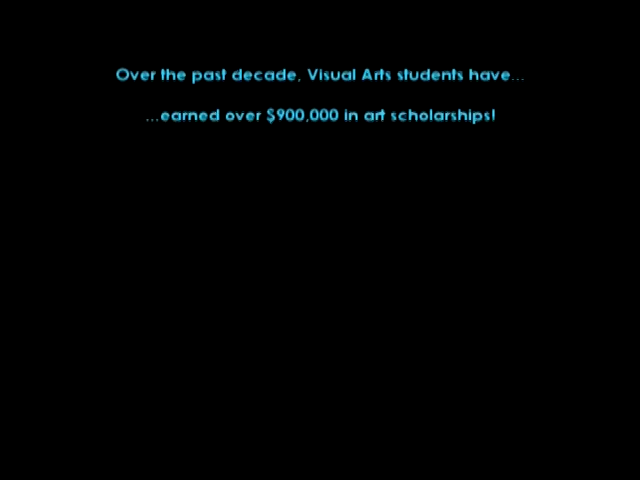 Over the past decade, Visual Arts students have...
...earned over $900,000 in art scholarships!